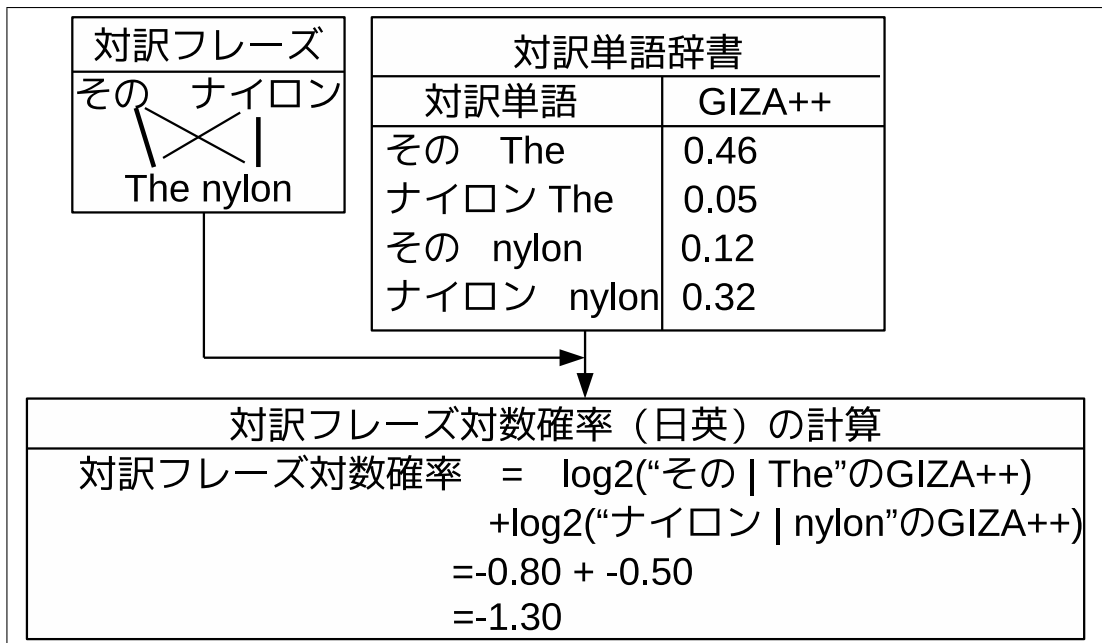 対訳フレーズ
その ナイロン
The nylon
対訳単語辞書
対訳単語 GIZA++
その The 0.46
ナイロン The 0.05
その nylon 0.12
ナイロン nylon 0.32
対訳フレーズ対数確率（日英）の計算
対訳フレーズ対数確率 = log2(“その | The”のGIZA++)
+log2(“ナイロン | nylon”のGIZA++)
=-0.80 + -0.50
=-1.30